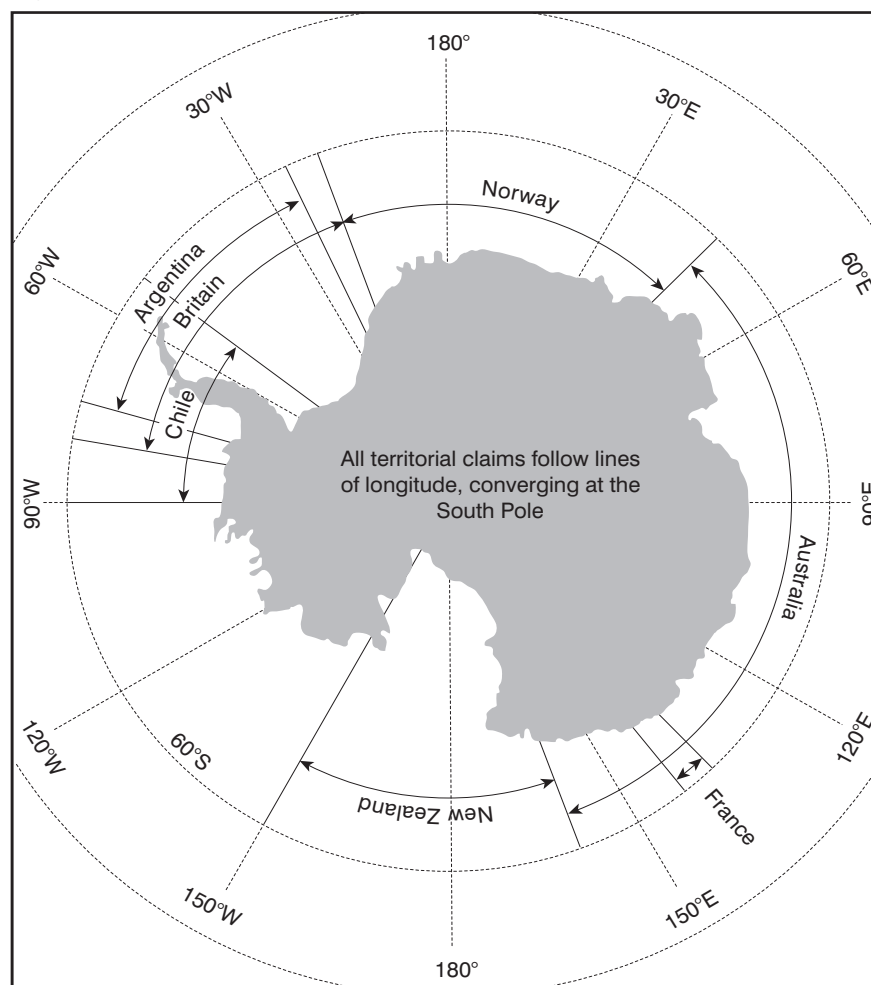 180°
30°W
30°E
Norway
60°W
Argentina
Britain
60°E
Chile
All territorial claims follow lines
of longitude, converging at the
South Pole
90°W
90°E
Australia
120°W
60°S
120°E
New Zealand
France
150°W
150°E
180°